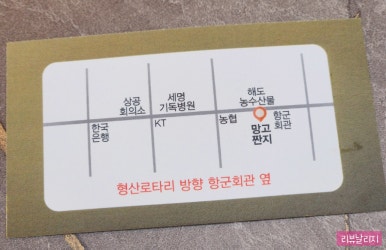 상공
회의소
세명
기독병원
해도
농수산물
한국
은행
KT
농협
망고
짠지
향군
회관
형산로타리 방향 향군회관 옆
리뷰날리지